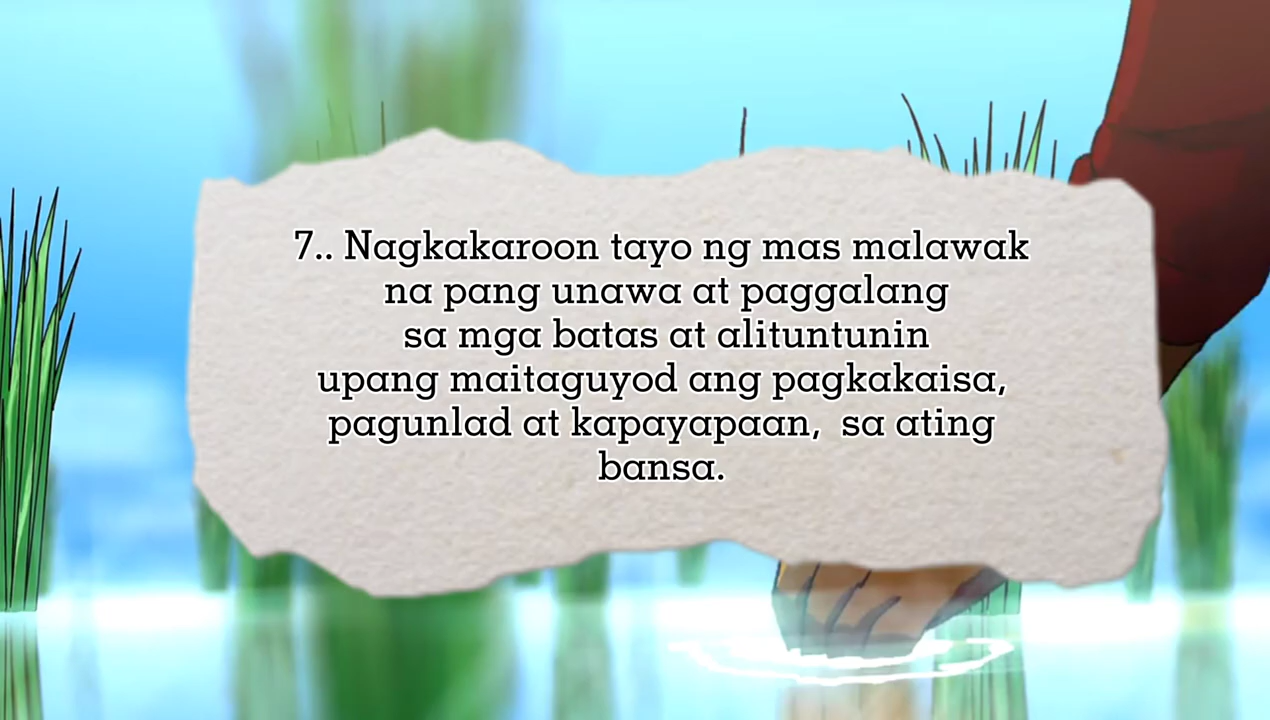 7.. Nagkakaroon tayo ng mas malawak
na pang unawa at paggalang
sa mga batas at alituntunin
upang maitaguyod ang pagkakaisa,
pagunlad at kapayapaan,  sa ating
bansa.